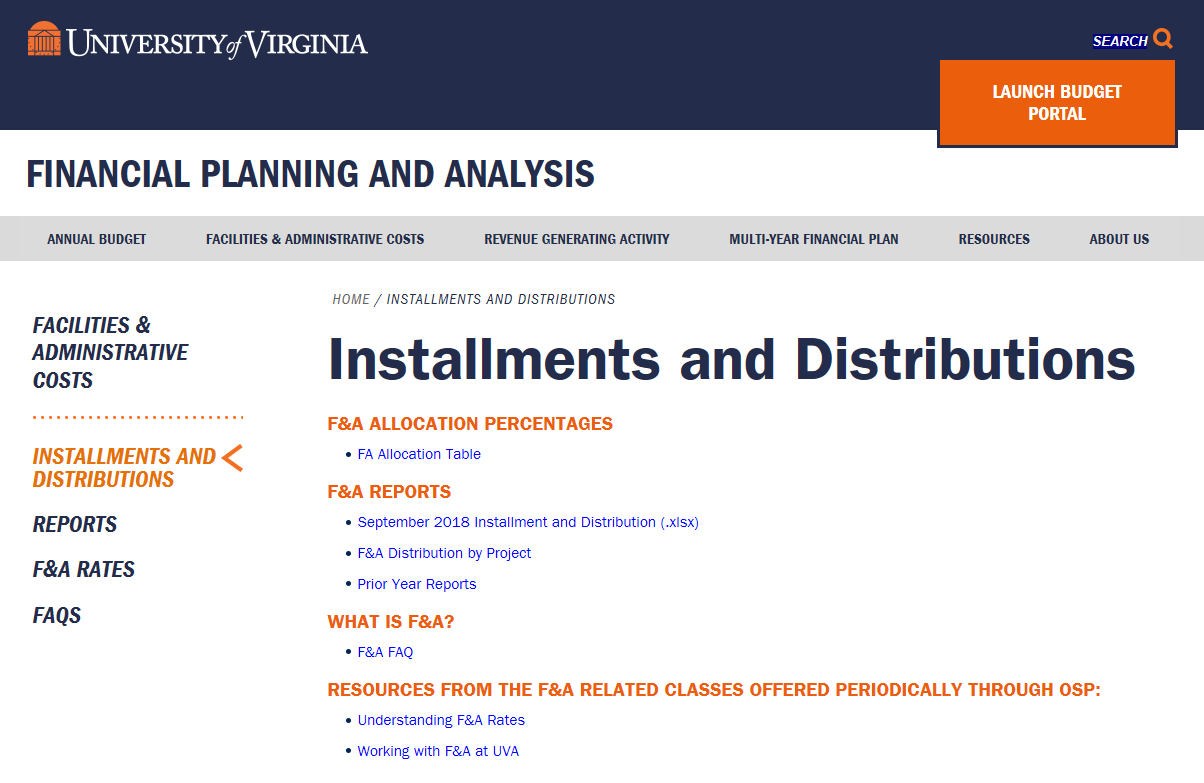 UNIVERSITY of VIRGINIA
SEARCH
LAUNCH BUDGET
PORTAL
FINANCIAL PLANNING AND ANALYSIS
ANNUAL BUDGET FACILITIES & ADMINISTRATIVE COSTS REVENUE GENERATING ACTIVITY MULTI-YEAR FINANCIAL PLAN RESOURCES ABOUT US
FACILITIES &
ADMINISTRATIVE
COSTS
INSTALLMENTS AND
DISTRIBUTIONS
REPORTS
F&A RATES
FAQS
HOME / INSTALLMENTS AND DISTRIBUTIONS
Installments and Distributions
F&A ALLOCATION PERCENTAGES
• FA Allocation Table
F&A REPORTS
• September 2018 Installment and Distribution (.xlsx)
• F&A Distribution by Project
• Prior Year Reports
WHAT IS F&A?
• F&A FAQ
RESOURCES FROM THE F&A RELATED CLASSES OFFERED PERIODICALLY THROUGH OSP:
• Understanding F&A Rates
• Working with F&A at UVA